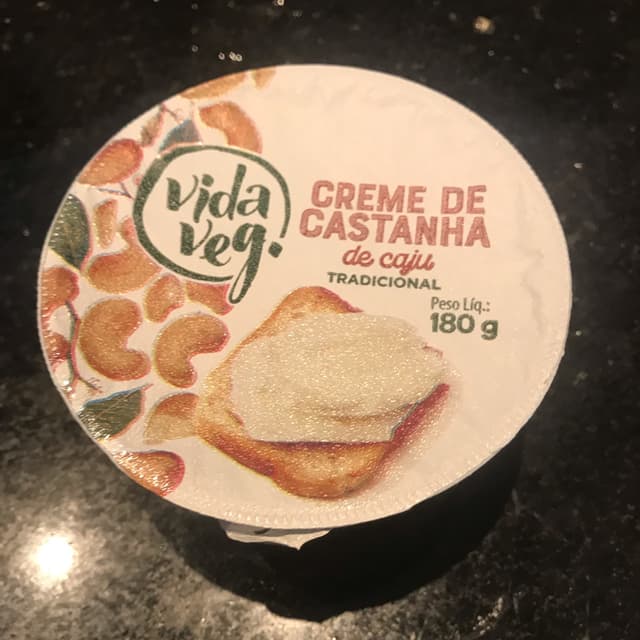 vida
veg.
CREME DE
CASTANHA
de caju
TRADICIONAL
Peso Líq.:
180 g